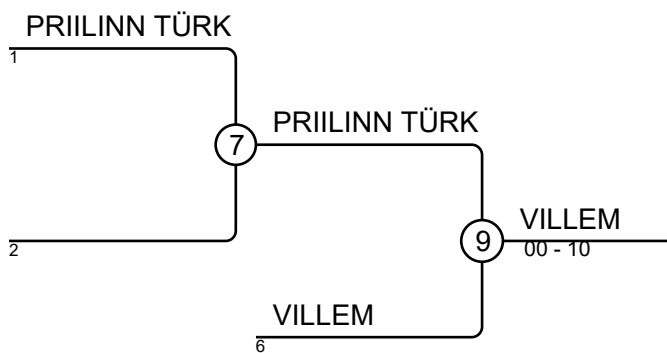 PRIILINN TÜRK
1
7
PRIILINN TÜRK
2
9
VILLEM
00 - 10
VILLEM
6